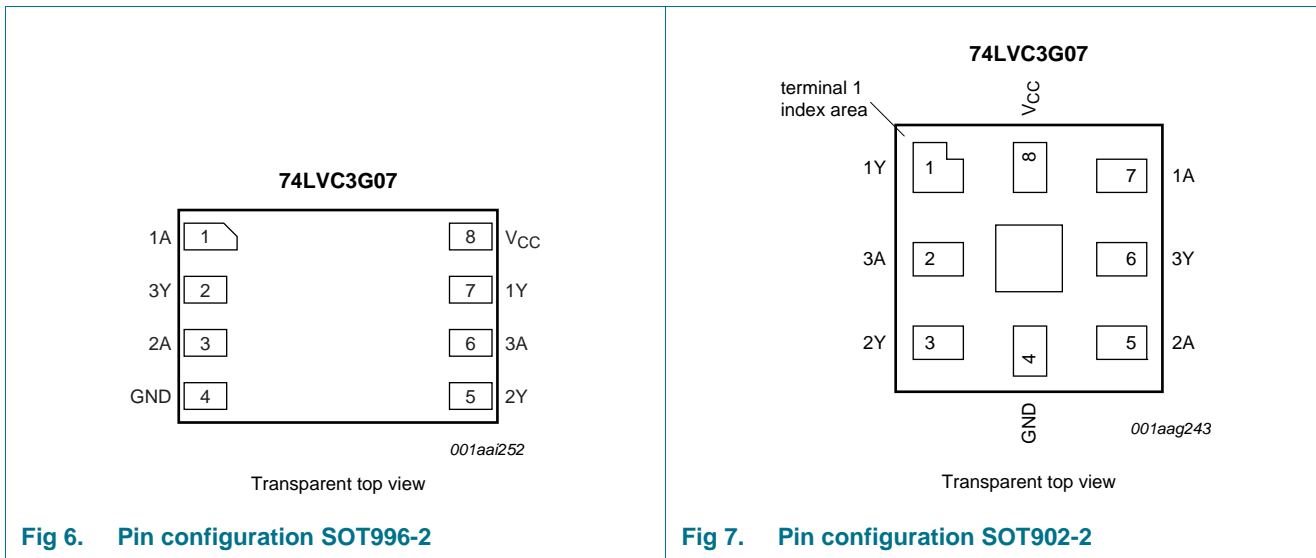 74LVC3G07
1A 1 8 VCC
3Y 2 7 1Y
2A 3 6 3A
GND 4 5 2Y
001aai252
Transparent top view
Fig 6. Pin configuration SOT996-2
74LVC3G07
terminal 1
index area
VCC
1Y 1 8 7 1A
3A 2 6 3Y
2Y 3 4 5 2A
GND
001aag243
Transparent top view
Fig 7. Pin configuration SOT902-2